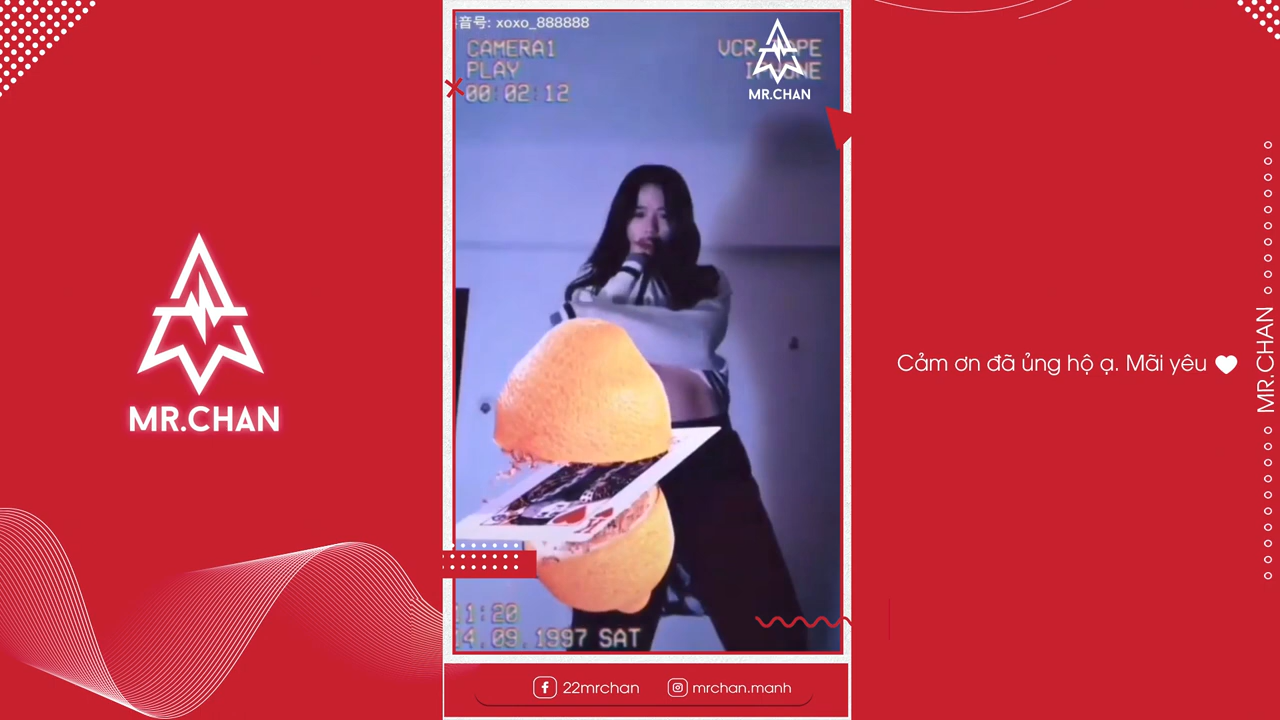 音号: xoxo_888888
CAMERA1
PLAY
00:02:12
VCR
MR.CHAN
MR.CHAN
Cảm ơn đã ủng hộ ạ. Mãi yêu
MR.CHAN
11:20
14.09.1997 SAT
22mrchan
mrchan.manh